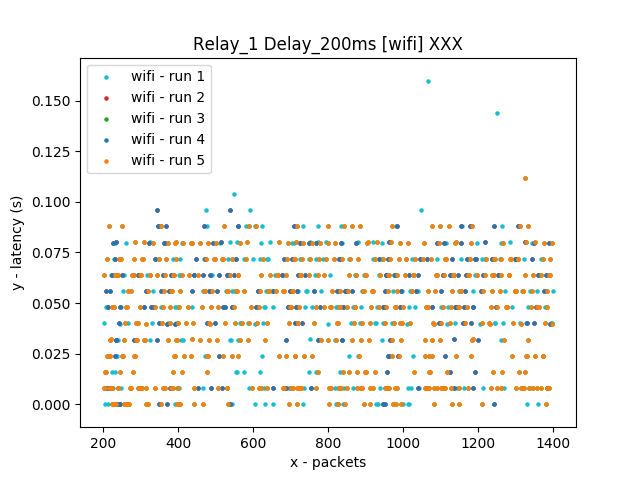 Relay_1 Delay_200ms [wifi] XXX
wifi - run 1
wifi - run 2
wifi - run 3
wifi - run 4
wifi - run 5
y - latency (s)
0.150
0.125
0.100
0.075
0.050
0.025
0.000
200 400 600 800 1000 1200 1400
x - packets